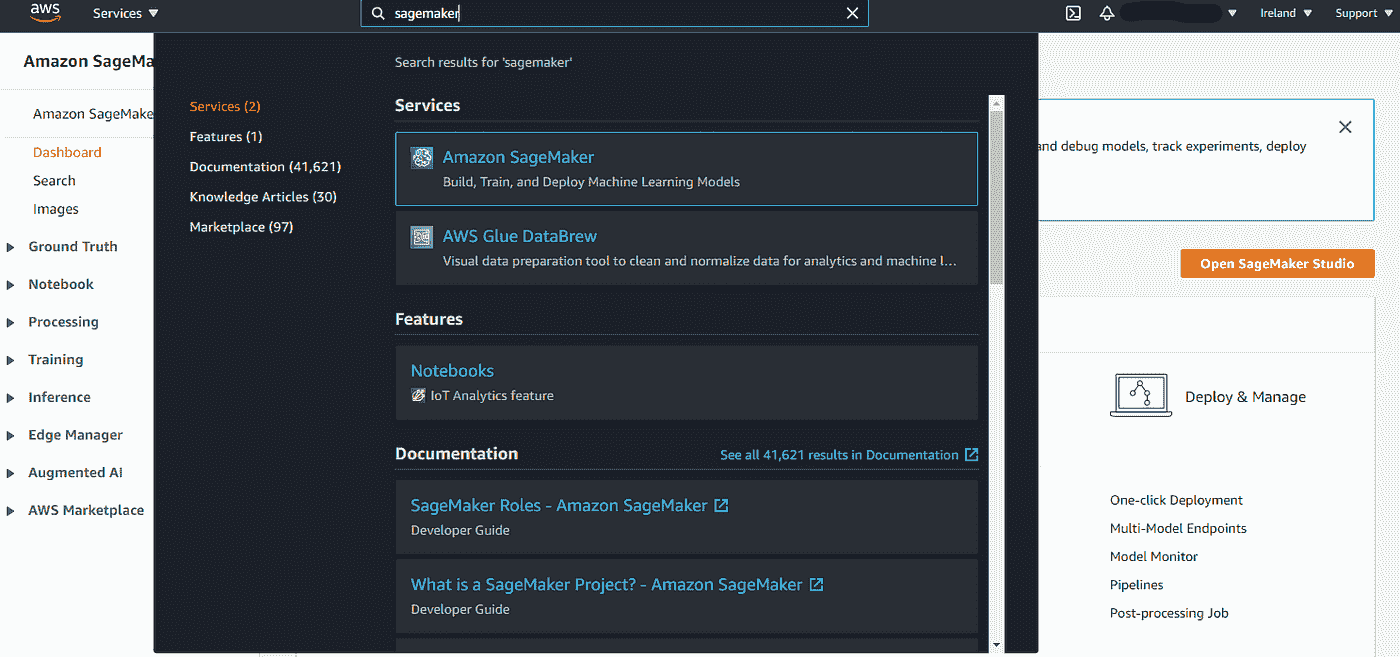 aws
Services
sagemaker
Ireland
Support
Amazon SageMa
Amazon SageMake
Dashboard
Search
Images
Ground Truth
Notebook
Processing
Training
Inference
Edge Manager
Augmented AI
AWS Marketplace
Search results for 'sagemaker'
Services (2)
Features (1)
Documentation (41,621)
Knowledge Articles (30)
Marketplace (97)
Services
Amazon SageMaker
Build, Train, and Deploy Machine Learning Models
AWS Glue DataBrew
Visual data preparation tool to clean and normalize data for analytics and machine l...
Features
Notebooks
IoT Analytics feature
Documentation
See all 41,621 results in Documentation
SageMaker Roles - Amazon SageMaker
Developer Guide
What is a SageMaker Project? - Amazon SageMaker
Developer Guide
and debug models, track experiments, deploy
Open SageMaker Studio
Deploy & Manage
One-click Deployment
Multi-Model Endpoints
Model Monitor
Pipelines
Post-processing Job